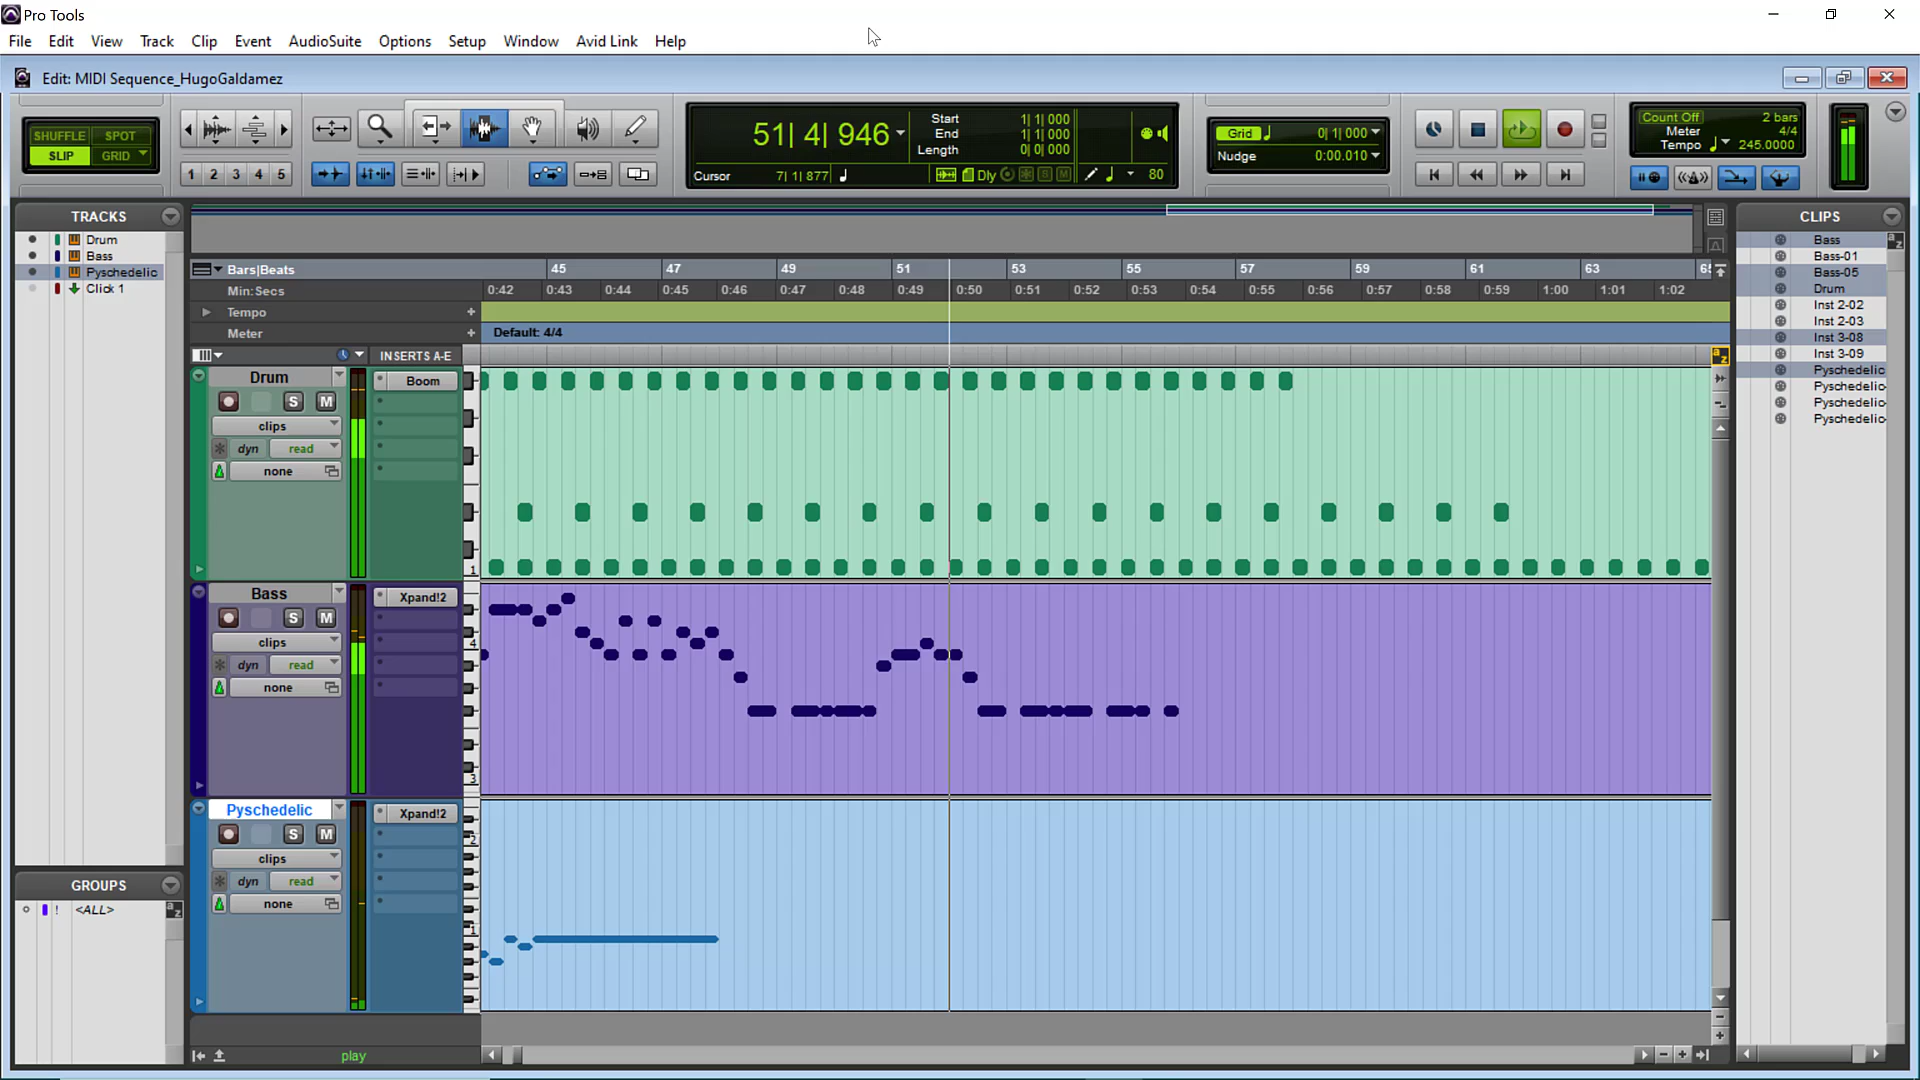 Pro Tools
File Edit View Track Clip Event AudioSuite Options Setup Window Avid Link Help
Edit: MIDI Sequence_HugoGaldamez
SHUFFLE SPOT
SLIP GRID
1 2 3 4 5
51| 4| 946
Start 1| 1| 000
End 1| 1| 000
Length 0| 0| 000
Cursor 7| 1| 877
Dly S M 80
Grid 0| 1| 000
Nudge 0:00.010
Count Off 2 bars
Meter 4/4
Tempo 245.0000
TRACKS
Drum
Bass
Pyschedelic
Click 1
Bars|Beats 45 47 49 51 53 55 57 59 61 63
Min:Secs 0:42 0:43 0:44 0:45 0:46 0:47 0:48 0:49 0:50 0:51 0:52 0:53 0:54 0:55 0:56 0:57 0:58 0:59 1:00 1:01 1:02
Tempo
Meter Default: 4/4
INSERTS A-E
Drum Boom
S M
clips
dyn read
none
1
Bass Xpand!2
S M
clips
dyn read
none
4
3
Pyschedelic Xpand!2
S M
clips
dyn read
none
2
1
GROUPS
! <ALL>
a z
play
CLIPS
Bass
Bass-01
Bass-05
Drum
Inst 2-02
Inst 2-03
Inst 3-08
Inst 3-09
Pyschedelic
Pyschedelic-
Pyschedelic-
Pyschedelic-